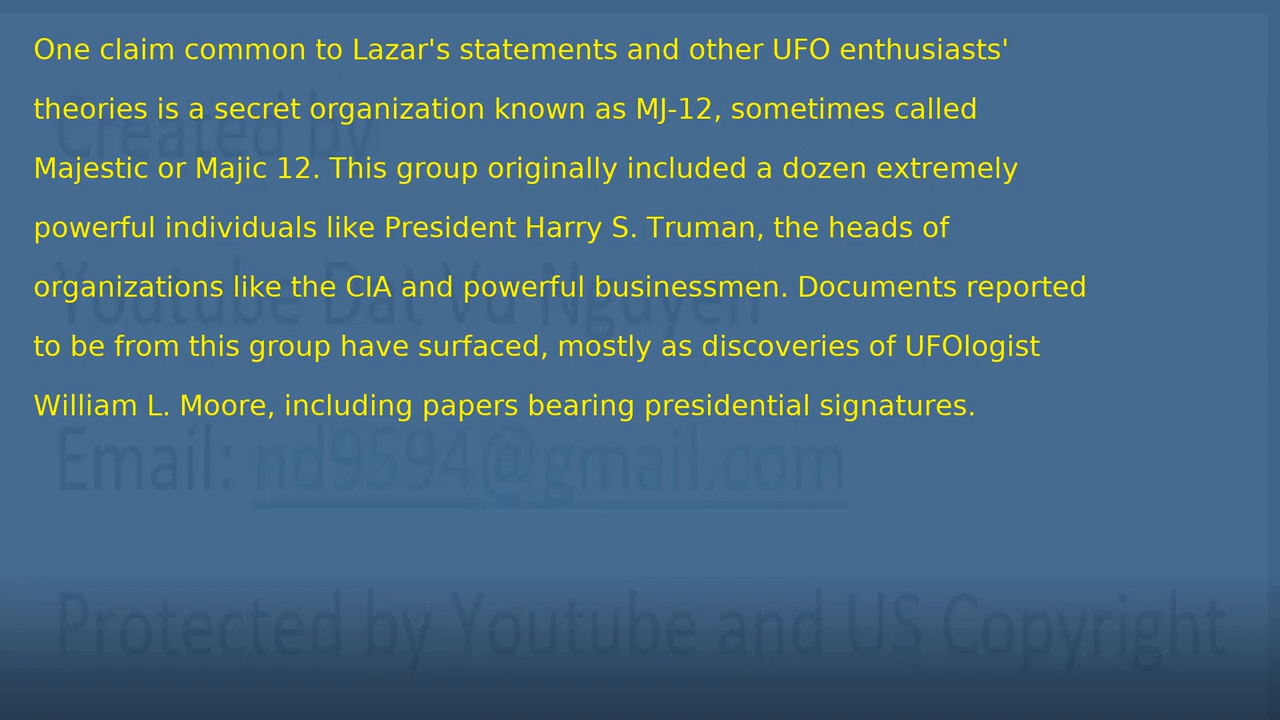 One claim common to Lazar's statements and other UFO enthusiasts'
theories is a secret organization known as MJ-12, sometimes called
Created by
Majestic or Majic 12. This group originally included a dozen extremely
powerful individuals like President Harry S. Truman, the heads of
organizations like the CIA and powerful businessmen. Documents reported
Youtube Dat Vu Nguyen
to be from this group have surfaced, mostly as discoveries of UFOlogist
William L. Moore, including papers bearing presidential signatures.
Email: nd9594@gmail.com
Protected by Youtube and US Copyright